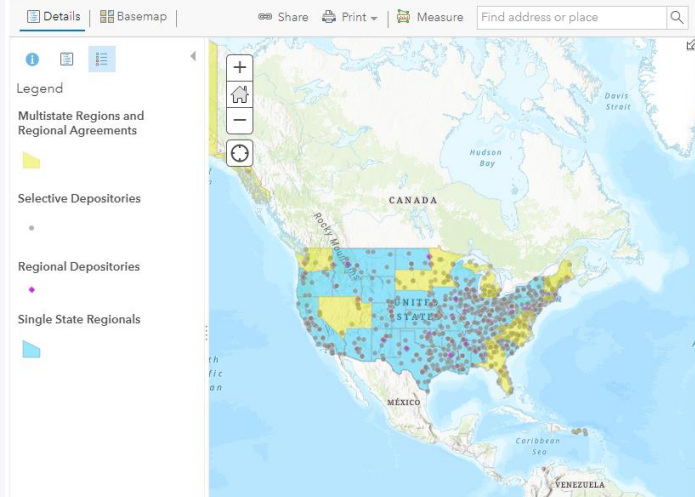 Details
Basemap
Share
Print
Measure
Find address or place
Legend
Multistate Regions and
Regional Agreements
Selective Depositories
Regional Depositories
Single State Regionals
Davis
Strait
Hudson
Bay
CANADA
Rocky Mountains
UNITED
STATES
MÉXICO
Caribbean
Sea
VENEZUELA